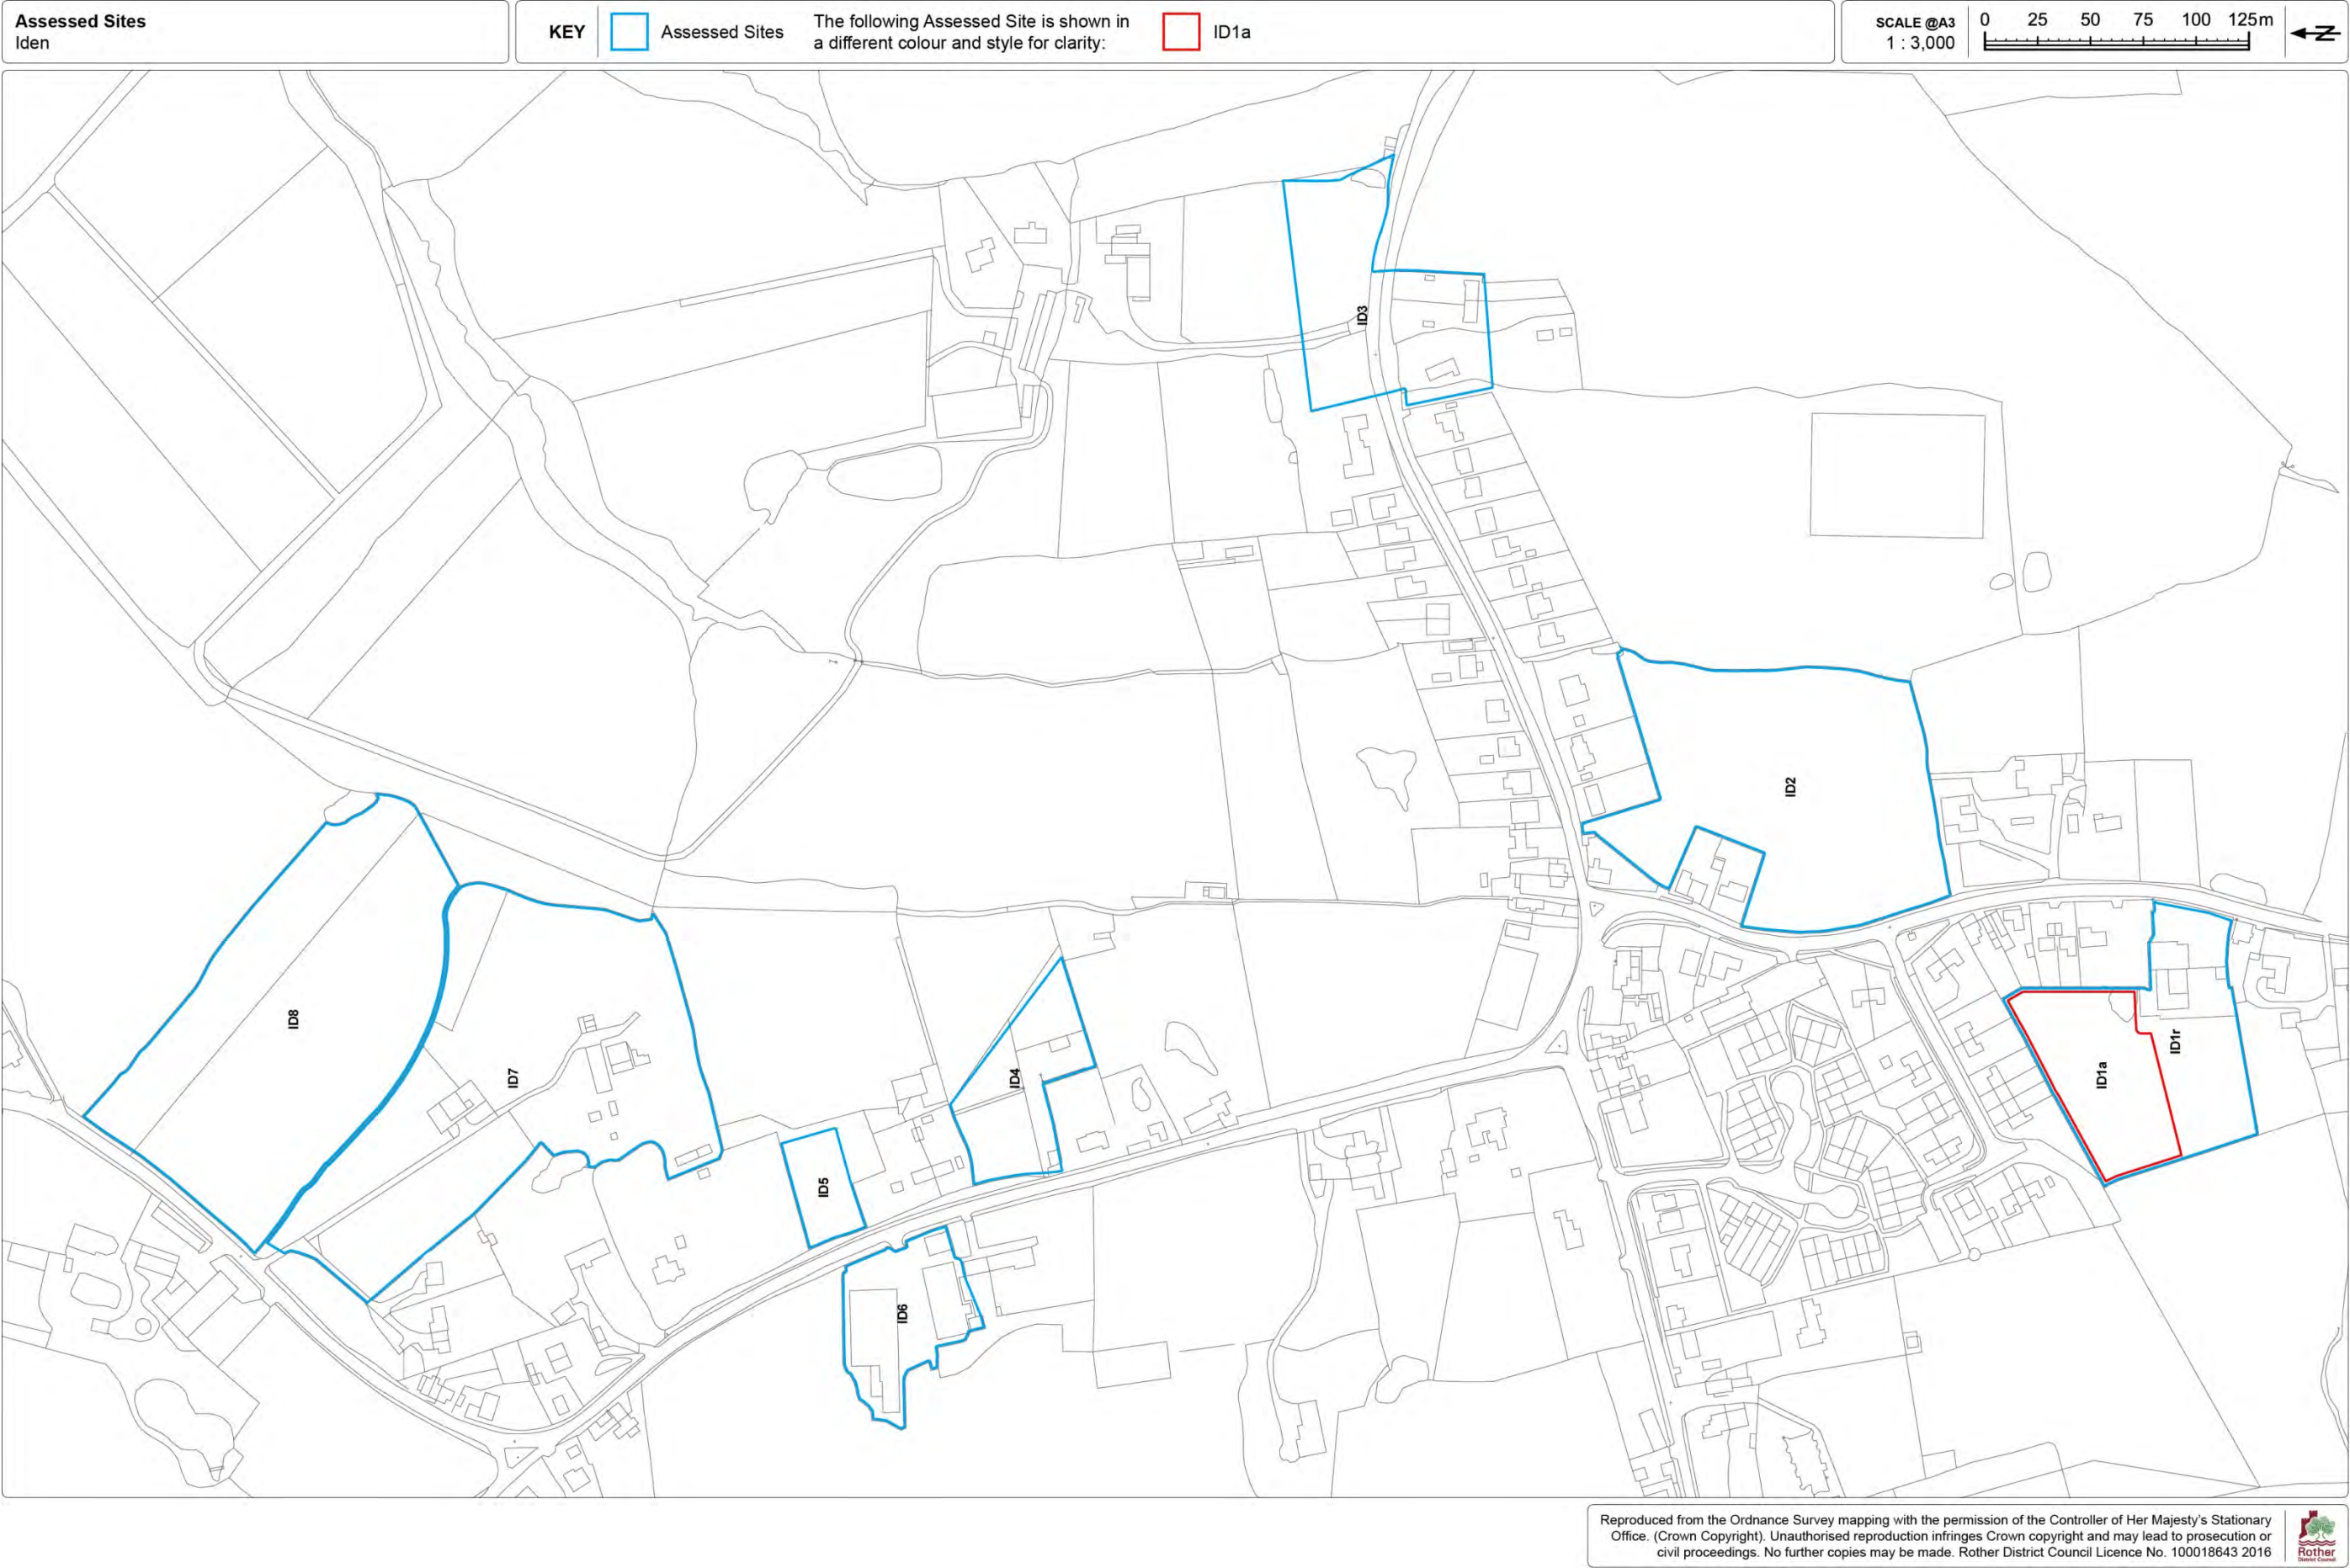 Assessed Sites
Iden
KEY
Assessed Sites
The following Assessed Site is shown in
a different colour and style for clarity:
ID1a
SCALE @A3
1 : 3,000
0 25 50 75 100 125m
N
ID3
ID2
ID8
ID7
ID4
ID5
ID6
ID1a
ID1r
Reproduced from the Ordnance Survey mapping with the permission of the Controller of Her Majesty's Stationary
Office. (Crown Copyright). Unauthorised reproduction infringes Crown copyright and may lead to prosecution or
civil proceedings. No further copies may be made. Rother District Council Licence No. 100018643 2016
Rother
District Council